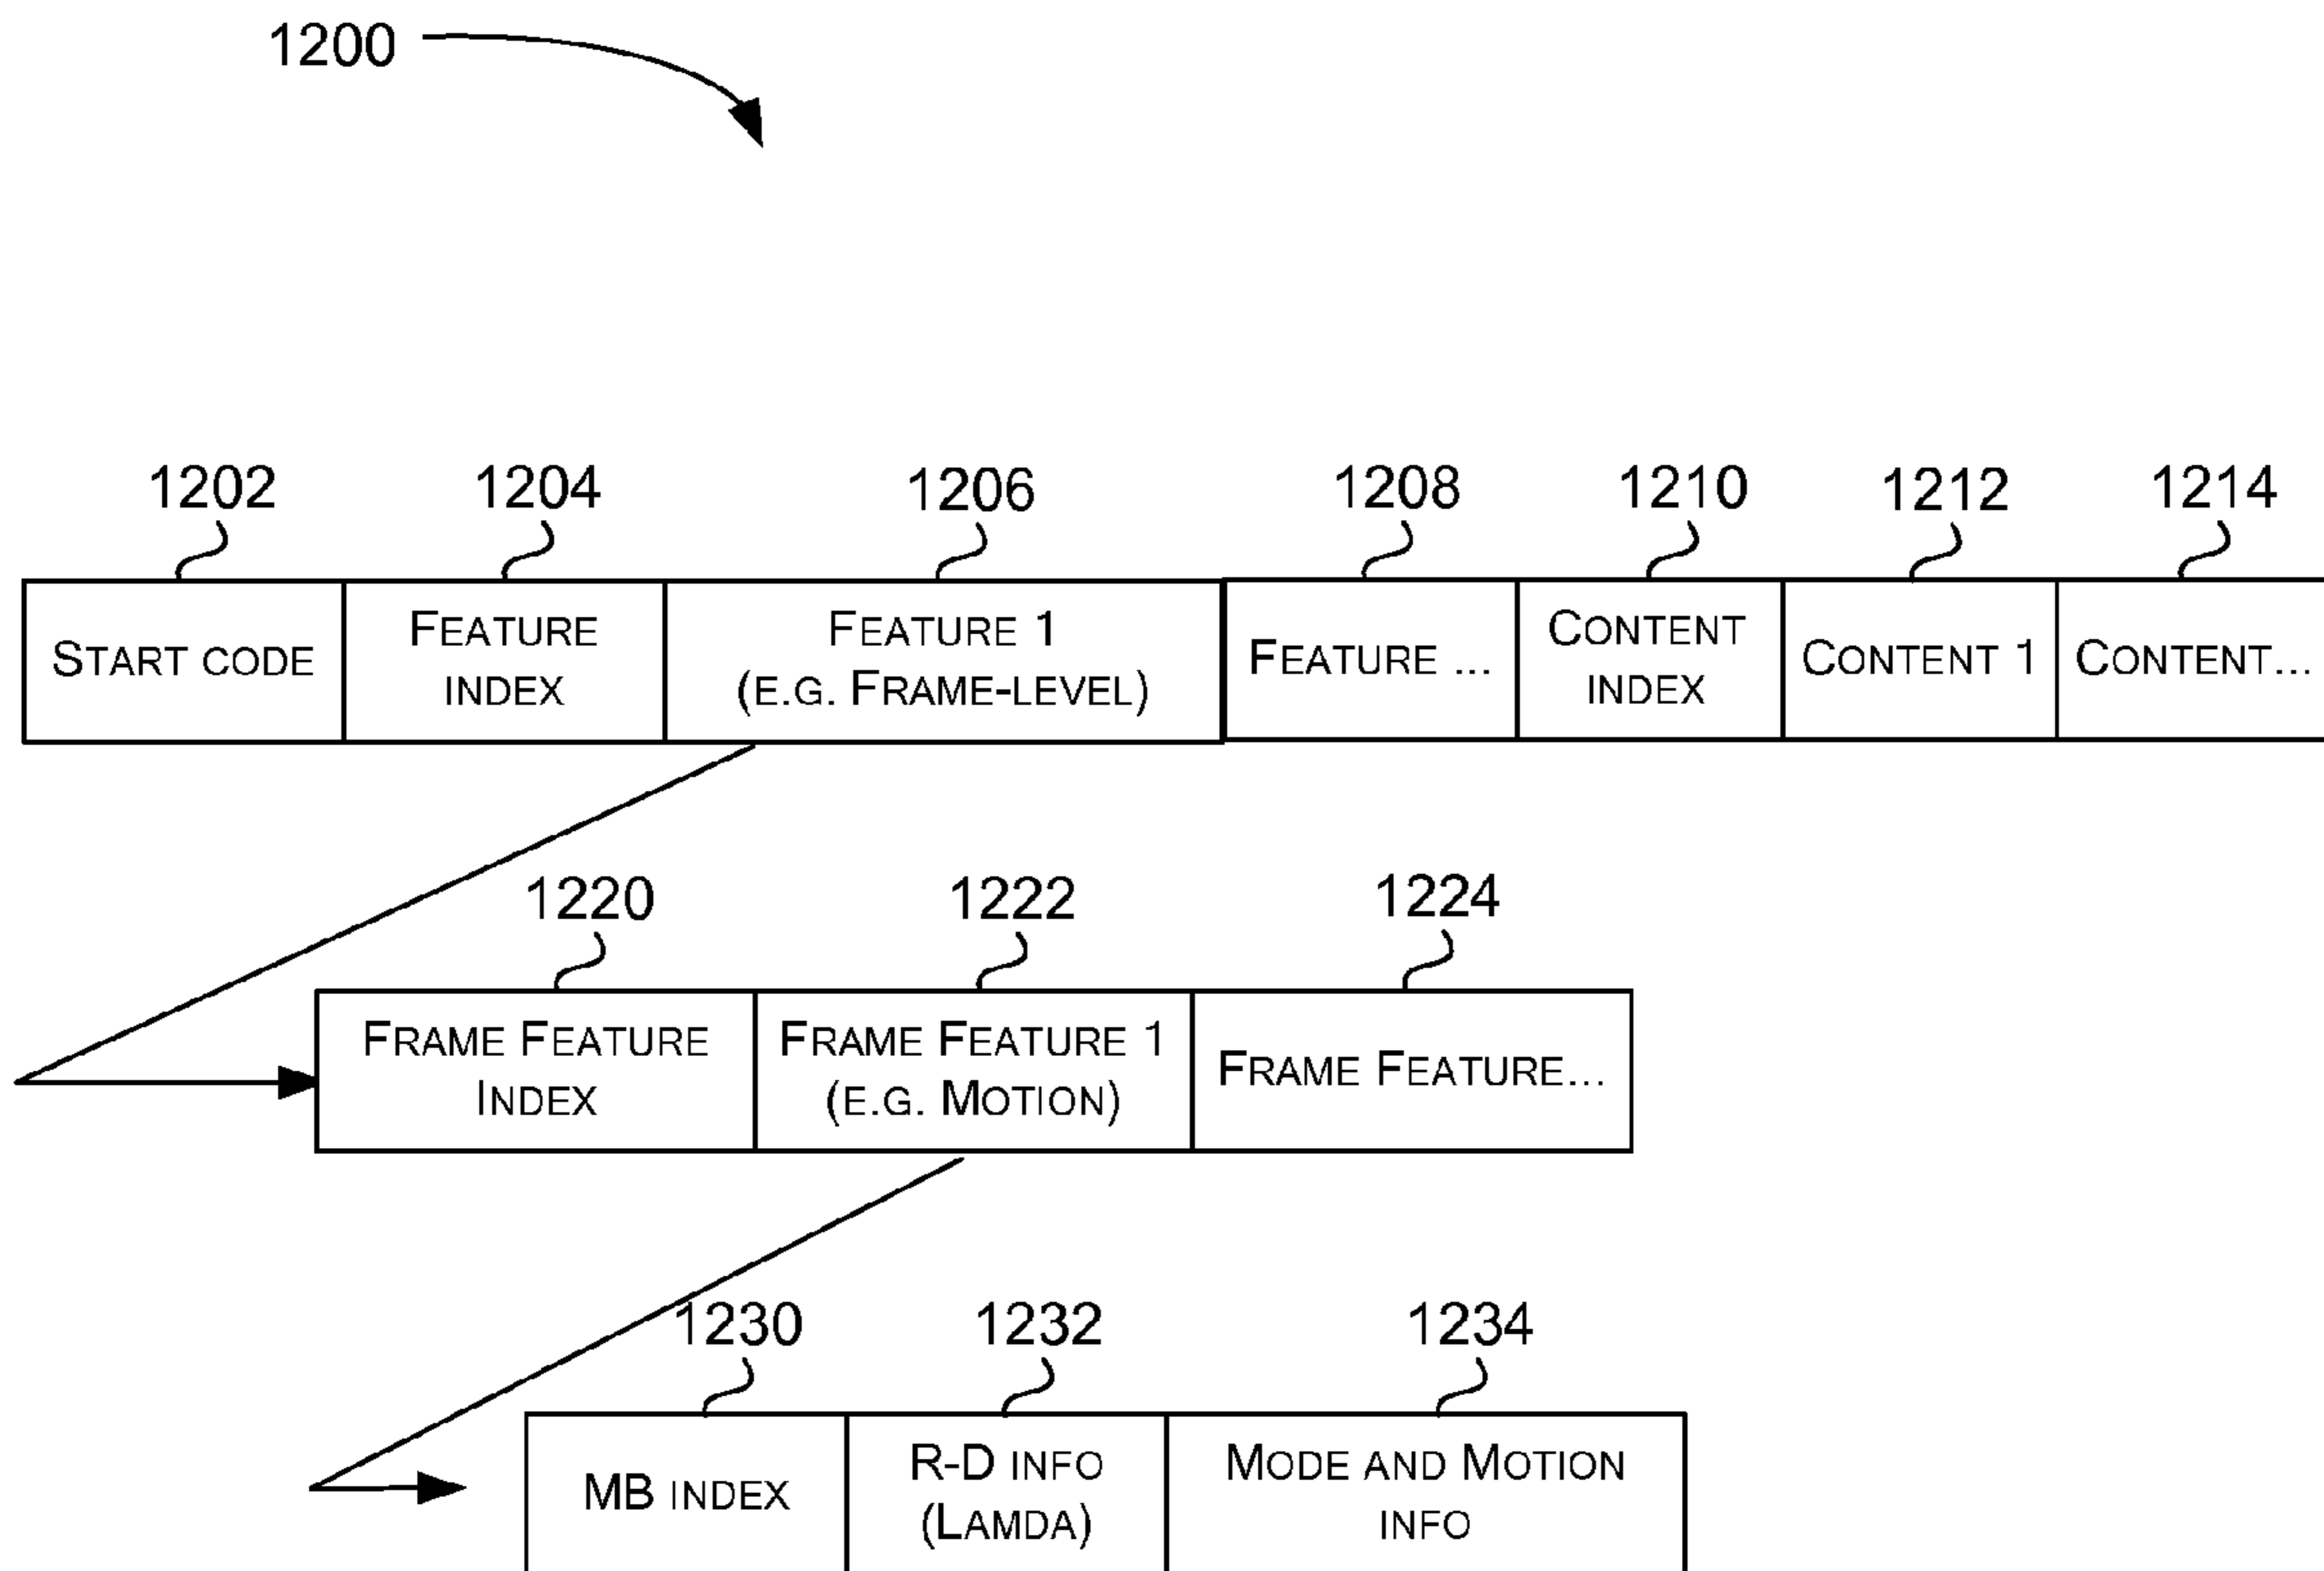 1200
1202 1204 1206 1208 1210 1212 1214
START CODE
FEATURE
INDEX
FEATURE 1
(E.G. FRAME-LEVEL)
FEATURE ...
CONTENT
INDEX
CONTENT 1
CONTENT...
1220 1222 1224
FRAME FEATURE
INDEX
FRAME FEATURE 1
(E.G. MOTION)
FRAME FEATURE...
1230 1232 1234
MB INDEX
R-D INFO
(LAMDA)
MODE AND MOTION
INFO